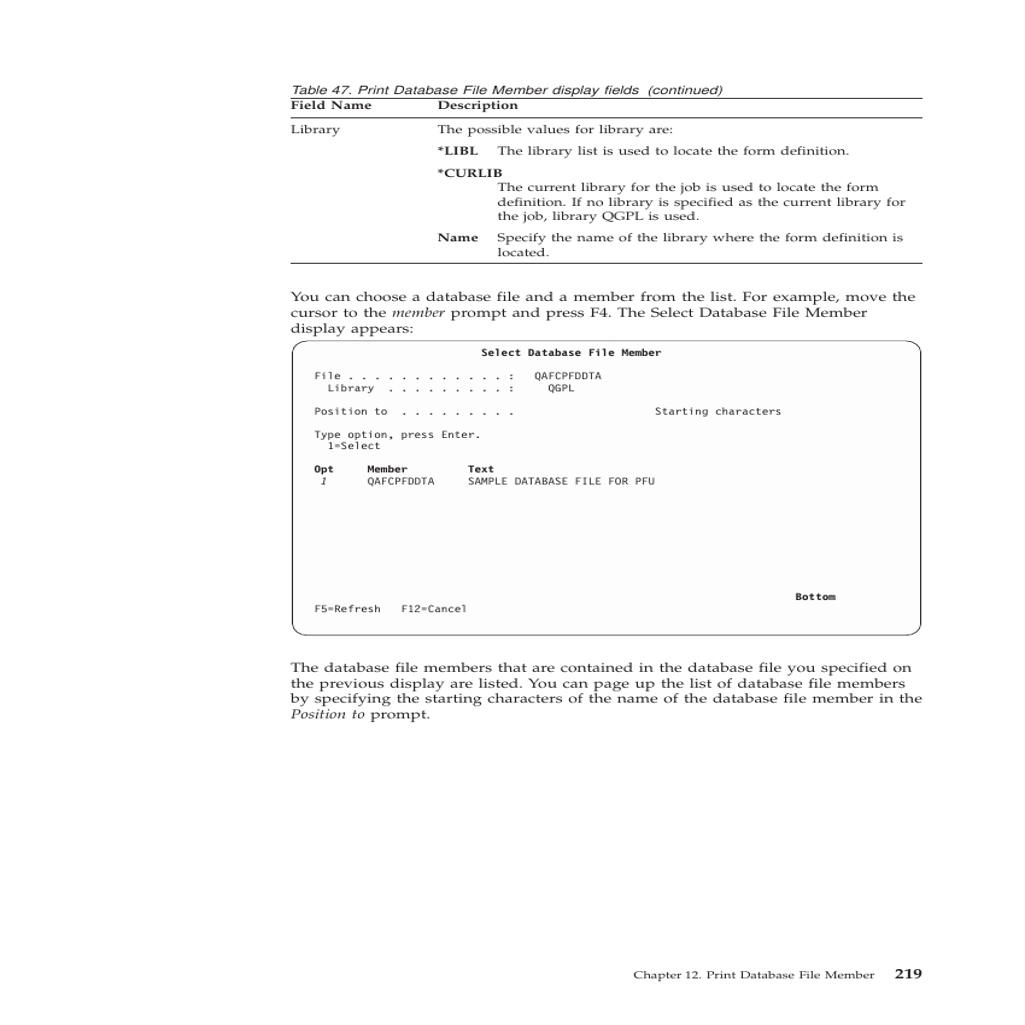 Table 47. Print Database File Member display fields (continued)
Field Name Description
Library The possible values for library are:
*LIBL The library list is used to locate the form definition.
*CURLIB
The current library for the job is used to locate the form
definition. If no library is specified as the current library for
the job, library QGPL is used.
Name Specify the name of the library where the form definition is
located.
You can choose a database file and a member from the list. For example, move the
cursor to the member prompt and press F4. The Select Database File Member
display appears:
Select Database File Member
File . . . . . . . . . . . . : QAFCPFDDTA
Library . . . . . . . . . : QGPL
Position to . . . . . . . . . Starting characters
Type option, press Enter.
1=Select
Opt Member Text
1 QAFCPFDDTA SAMPLE DATABASE FILE FOR PFU
Bottom
F5=Refresh F12=Cancel
The database file members that are contained in the database file you specified on
the previous display are listed. You can page up the list of database file members
by specifying the starting characters of the name of the database file member in the
Position to prompt.
Chapter 12. Print Database File Member 219